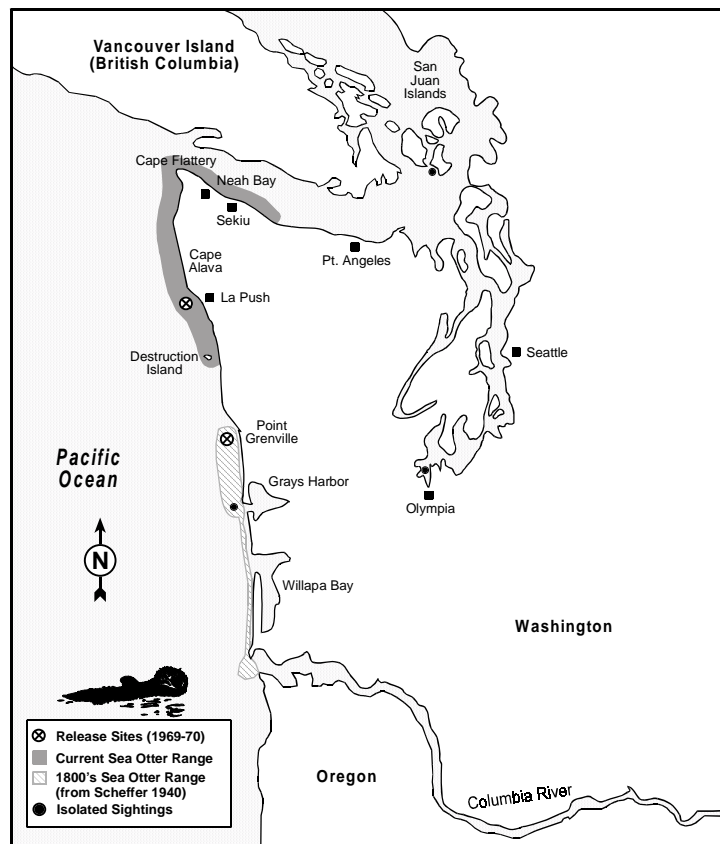 Vancouver Island
(British Columbia)
San
Juan
Islands
Cape Flattery
Neah Bay
Sekiu
Pt. Angeles
Cape
Alava
La Push
Destruction
Island
Seattle
Point
Grenville
Pacific
Ocean
Grays Harbor
Olympia
N
Willapa Bay
Washington
Release Sites (1969-70)
Current Sea Otter Range
1800's Sea Otter Range
(from Scheffer 1940)
Isolated Sightings
Oregon
Columbia River